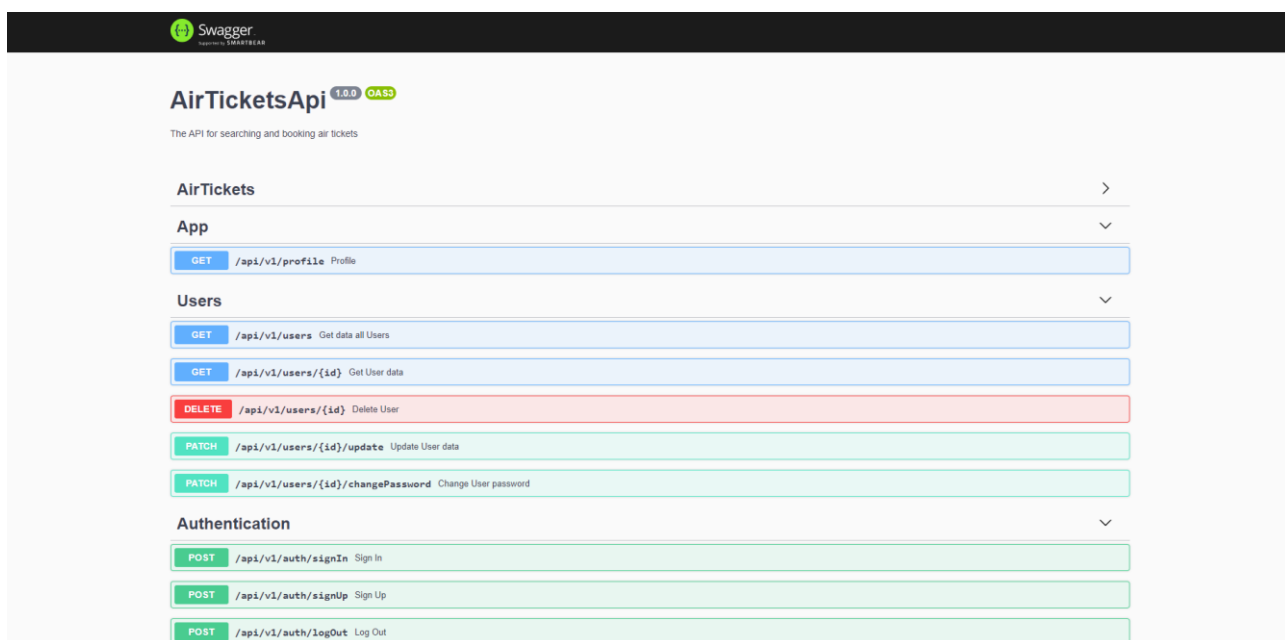 Swagger.
Supported by SMARTBEAR
AirTicketsApi 1.0.0 OAS3
The API for searching and booking air tickets
AirTickets
App
GET /api/v1/profile Profile
Users
GET /api/v1/users Get data all Users
GET /api/v1/users/{id} Get User data
DELETE /api/v1/users/{id} Delete User
PATCH /api/v1/users/{id}/update Update User data
PATCH /api/v1/users/{id}/changePassword Change User password
Authentication
POST /api/v1/auth/signIn Sign In
POST /api/v1/auth/signUp Sign Up
POST /api/v1/auth/logOut Log Out